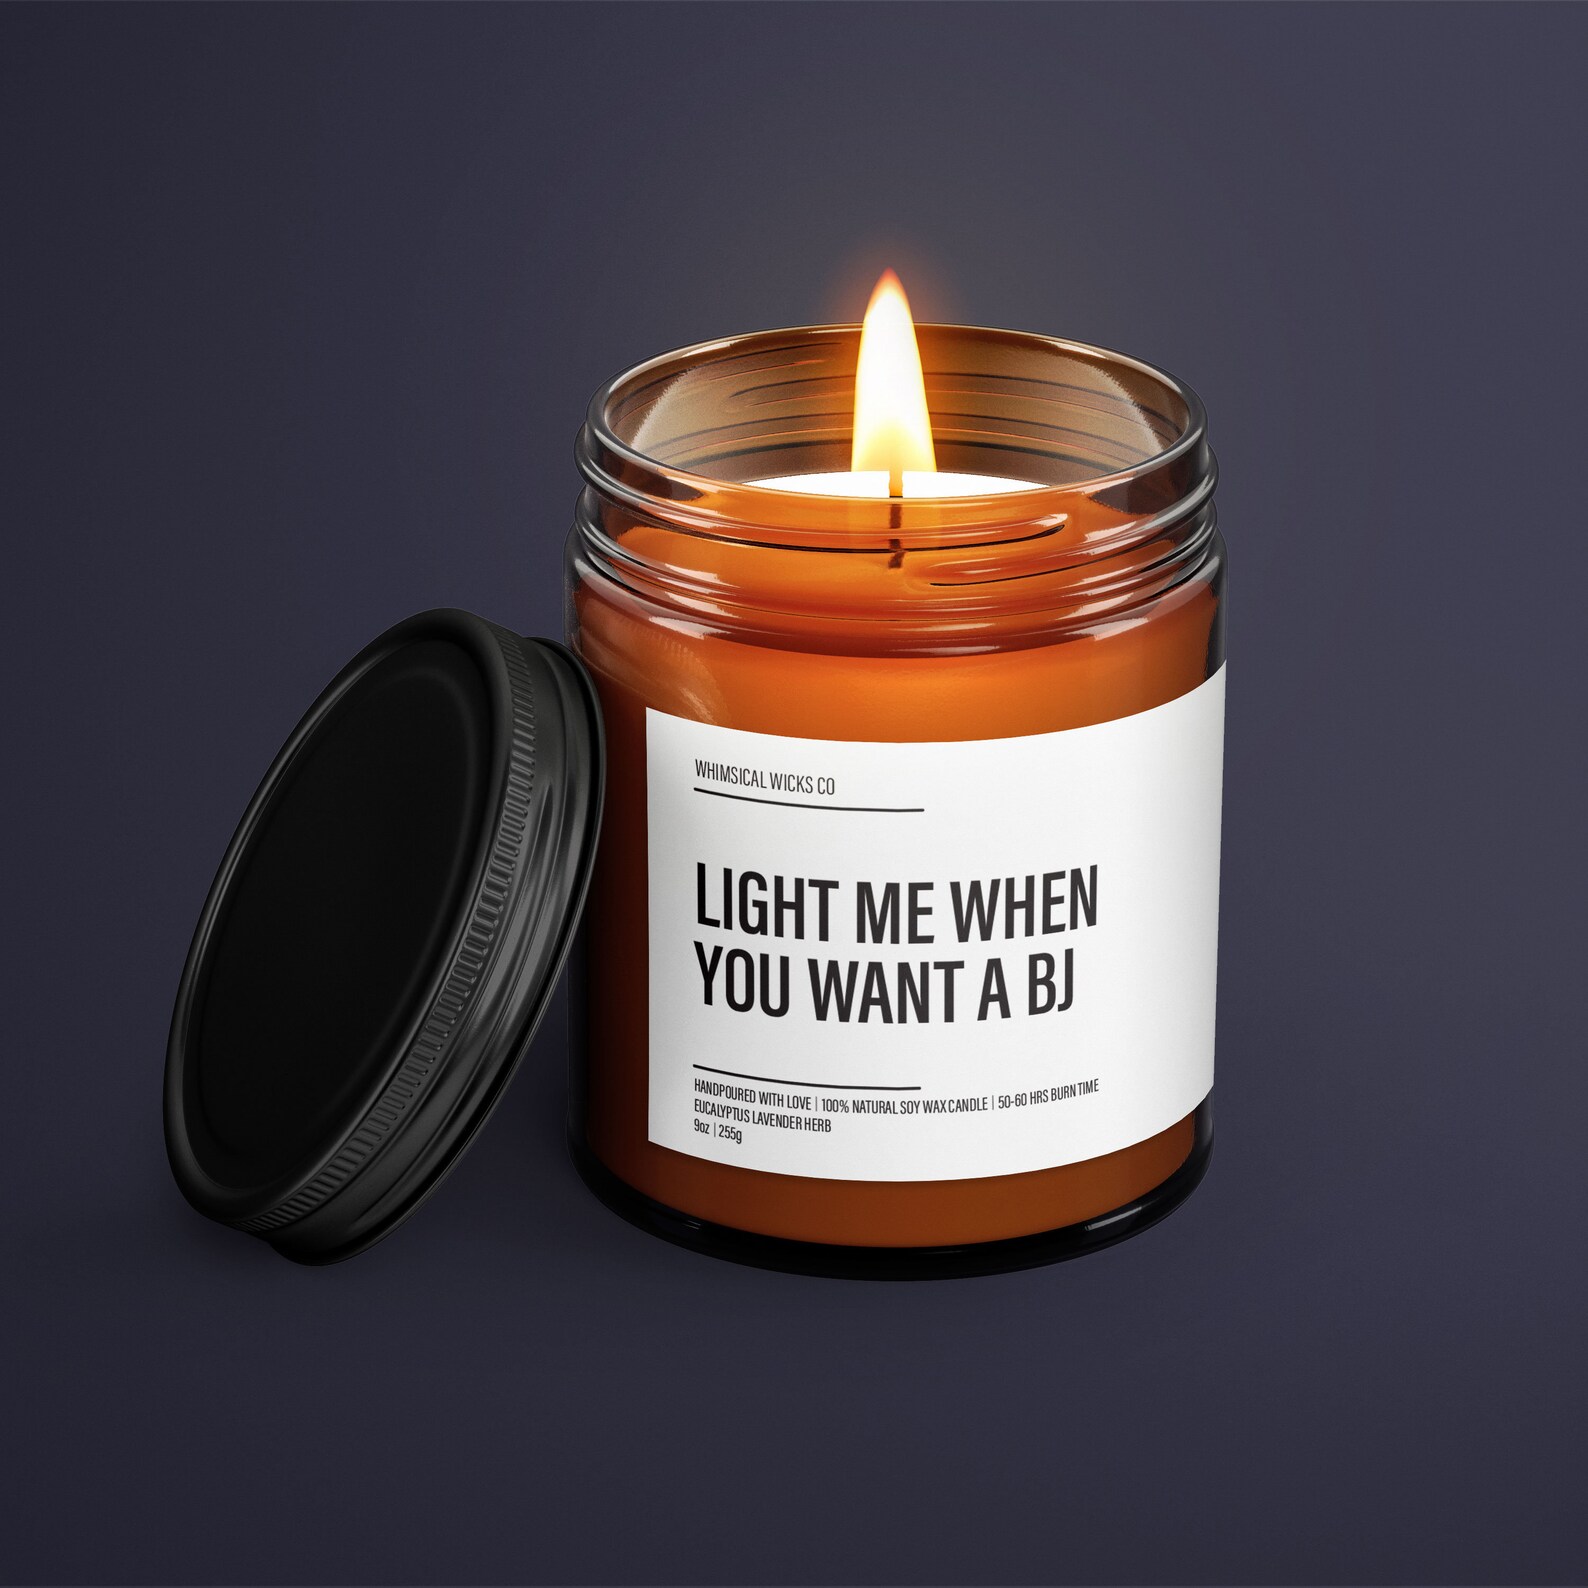 WHIMSICAL WICKS CO
LIGHT ME WHEN
YOU WANT A BJ
HANDPOURED WITH LOVE | 100% NATURAL SOY WAX CANDLE | 50-60 HRS BURN TIME
EUCALYPTUS LAVENDER HERB
9oz | 255g